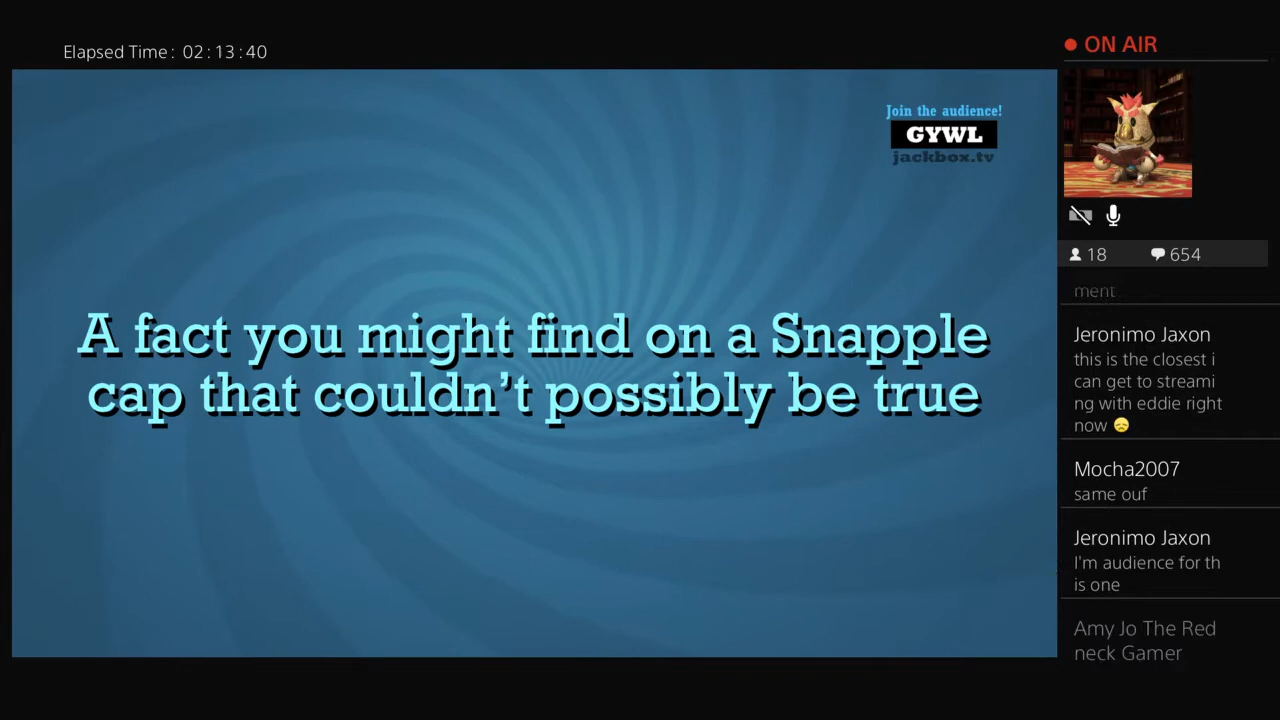 Elapsed Time: 02:13:40
ON AIR
Join the audience!
GYWL
jackbox.tv
A fact you might find on a Snapple
cap that couldn't possibly be true
18 654
ment
Jeronimo Jaxon
this is the closest i
can get to streami
ng with eddie right
now 😞
Mocha2007
same ouf
Jeronimo Jaxon
I'm audience for th
is one
Amy Jo The Red
neck Gamer